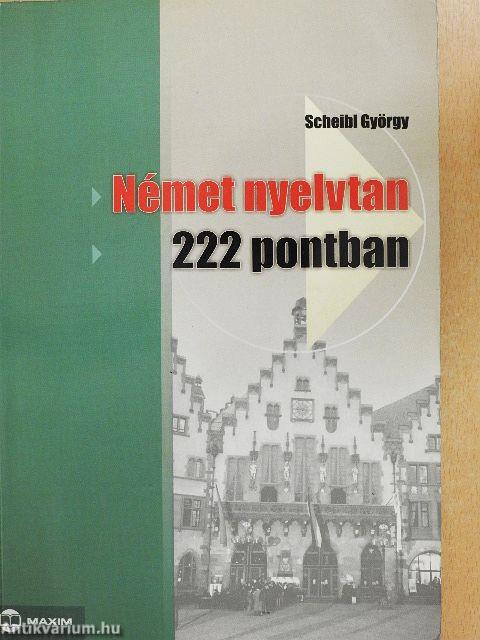 Scheibl György
Német nyelvtan
222 pontban
MAXIM
Antikvarium.hu